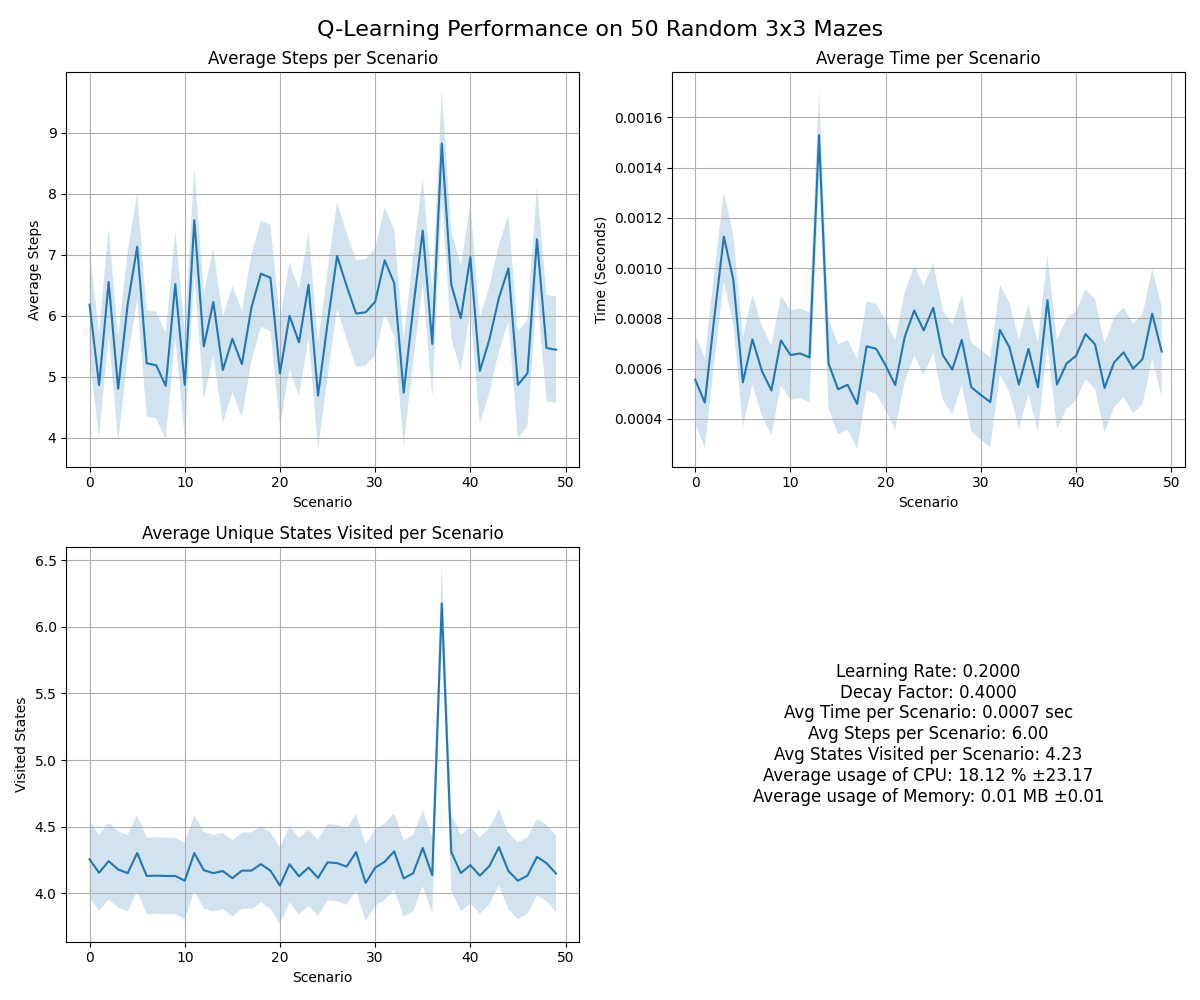 Q-Learning Performance on 50 Random 3x3 Mazes
Average Steps per Scenario
Average Steps
9
8
7
6
5
4
0 10 20 30 40 50
Scenario
Average Time per Scenario
Time (Seconds)
0.0016
0.0014
0.0012
0.0010
0.0008
0.0006
0.0004
0 10 20 30 40 50
Scenario
Average Unique States Visited per Scenario
Visited States
6.5
6.0
5.5
5.0
4.5
4.0
0 10 20 30 40 50
Scenario
Learning Rate: 0.2000
Decay Factor: 0.4000
Avg Time per Scenario: 0.0007 sec
Avg Steps per Scenario: 6.00
Avg States Visited per Scenario: 4.23
Average usage of CPU: 18.12 % ±23.17
Average usage of Memory: 0.01 MB ±0.01